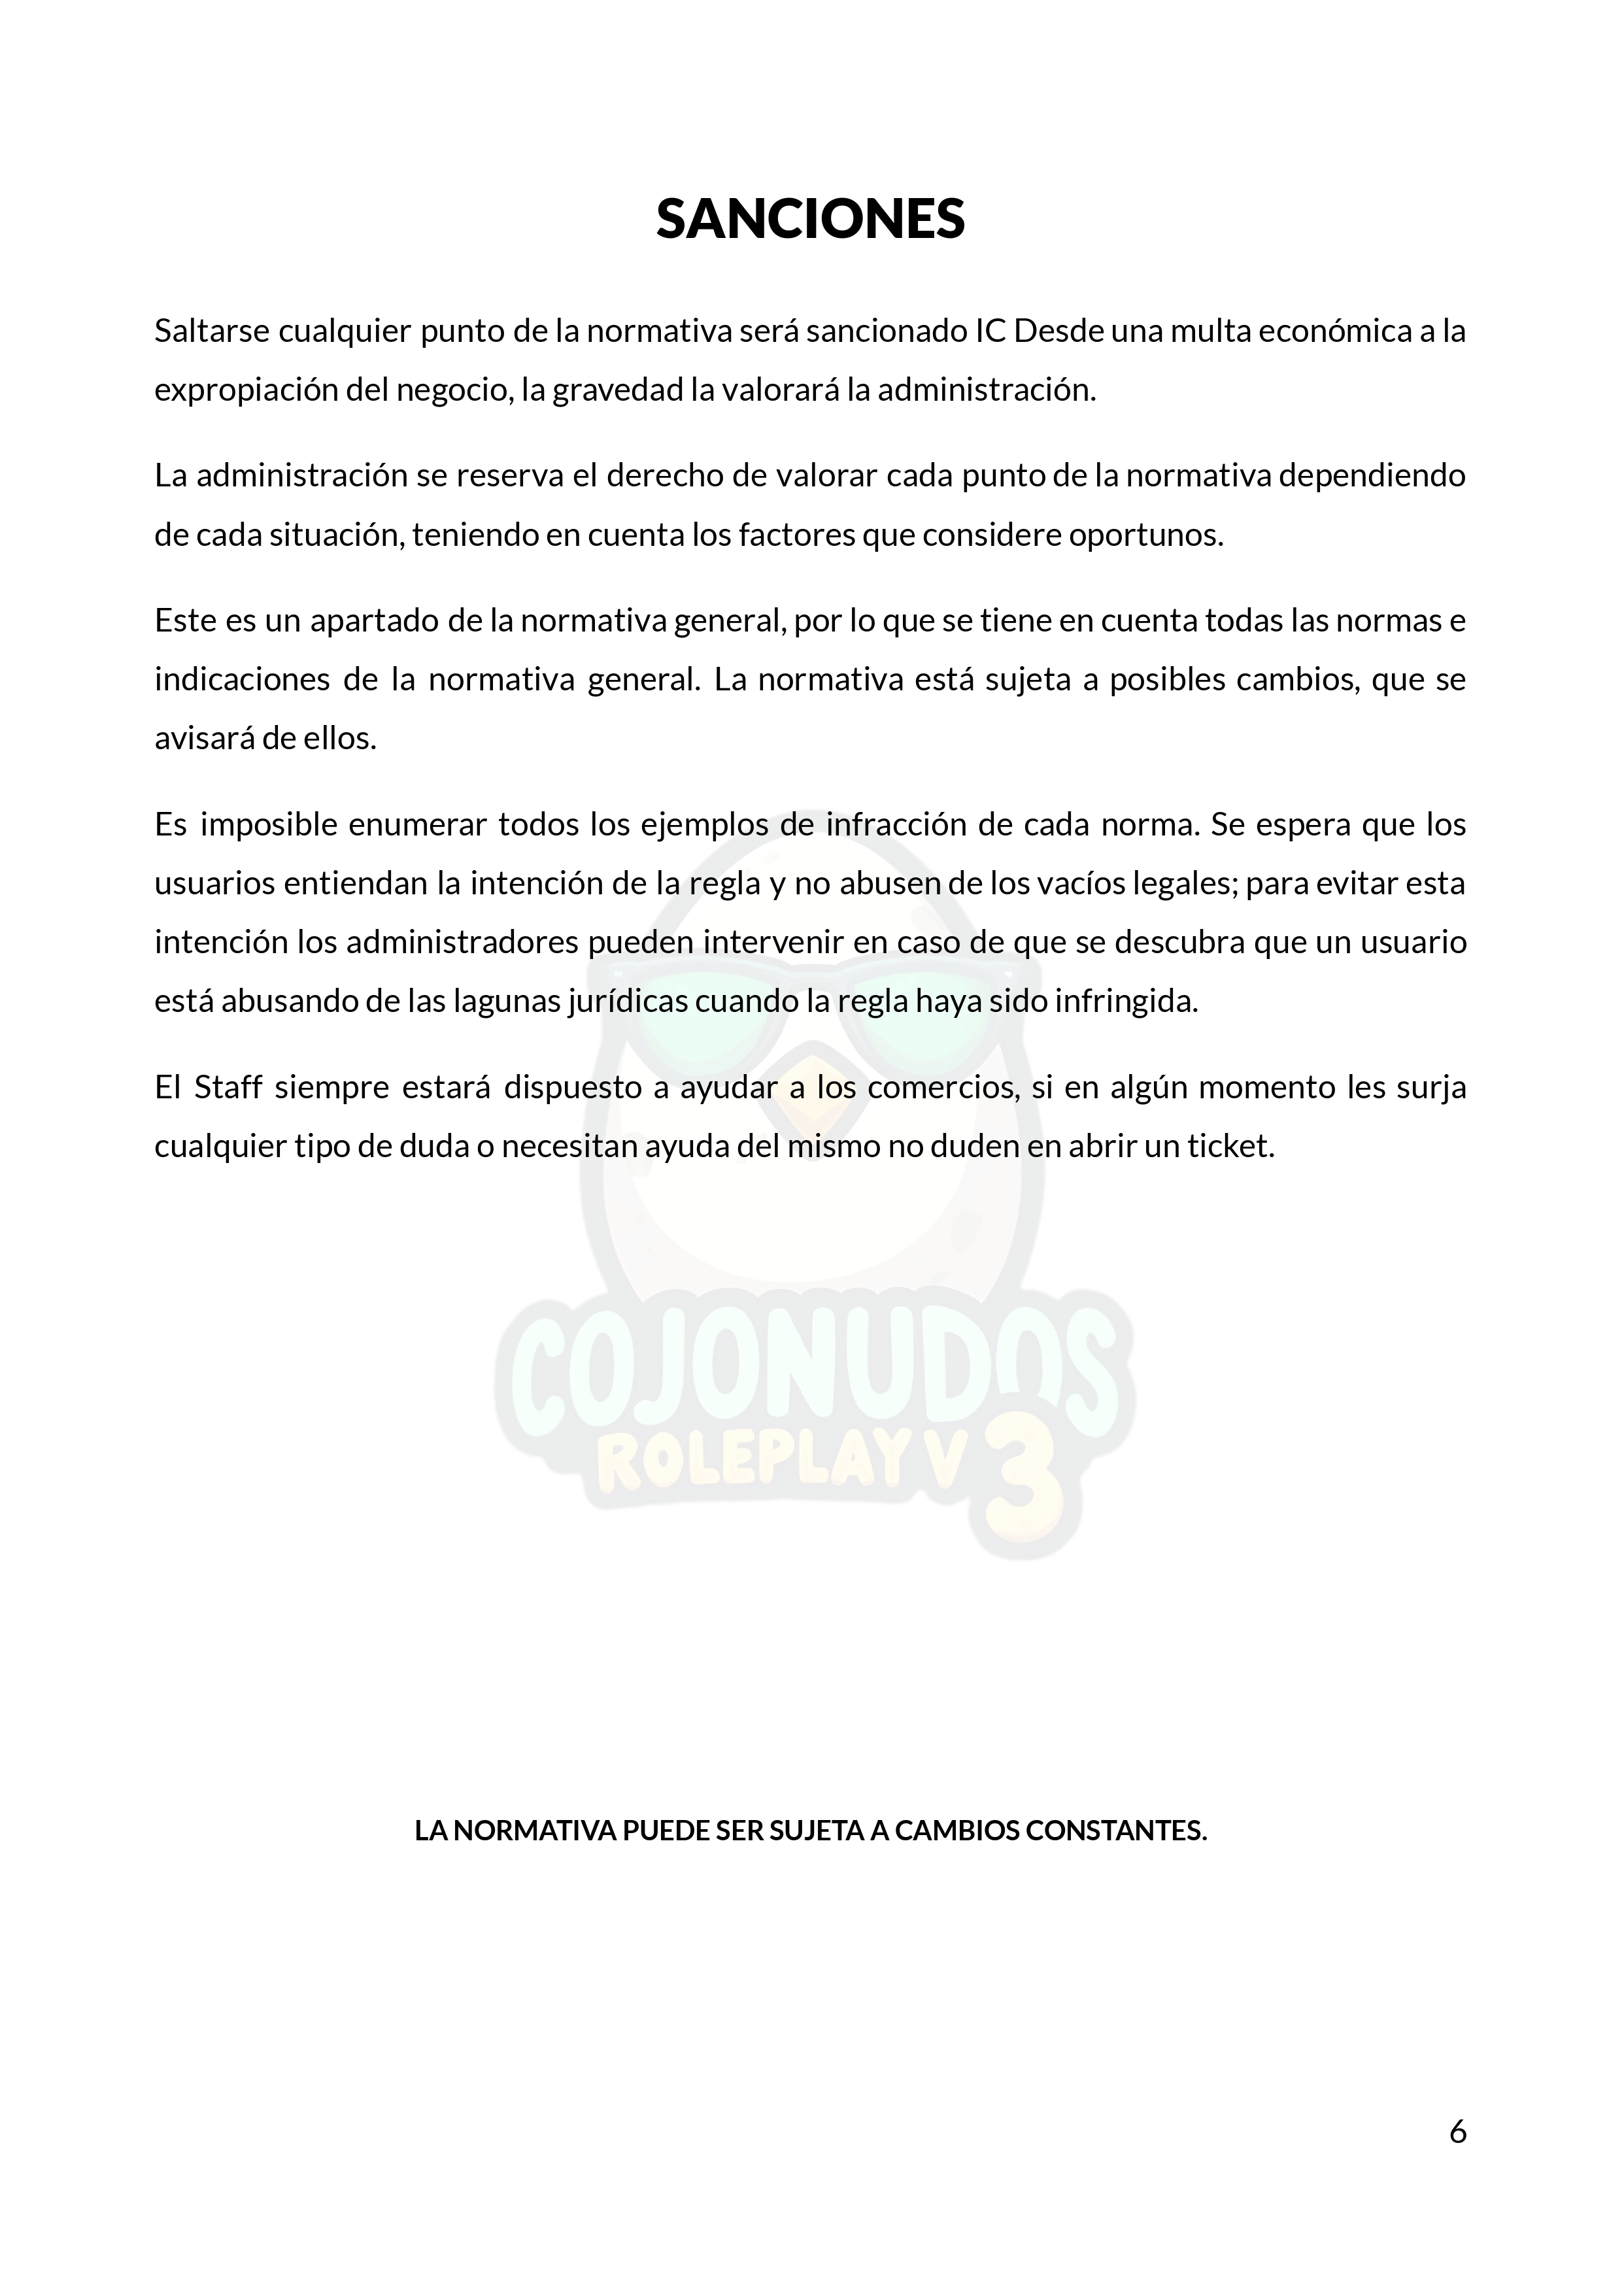 SANCIONES
Saltarse cualquier punto de la normativa será sancionado IC Desde una multa económica a la
expropiación del negocio, la gravedad la valorará la administración.
La administración se reserva el derecho de valorar cada punto de la normativa dependiendo
de cada situación, teniendo en cuenta los factores que considere oportunos.
Este es un apartado de la normativa general, por lo que se tiene en cuenta todas las normas e
indicaciones de la normativa general. La normativa está sujeta a posibles cambios, que se
avisará de ellos.
Es imposible enumerar todos los ejemplos de infracción de cada norma. Se espera que los
usuarios entiendan la intención de la regla y no abusen de los vacíos legales; para evitar esta
intención los administradores pueden intervenir en caso de que se descubra que un usuario
está abusando de las lagunas jurídicas cuando la regla haya sido infringida.
El Staff siempre estará dispuesto a ayudar a los comercios, si en algún momento les surja
cualquier tipo de duda o necesitan ayuda del mismo no duden en abrir un ticket.
COJONUDOS
ROLEPLAY V 3
LA NORMATIVA PUEDE SER SUJETA A CAMBIOS CONSTANTES.
6